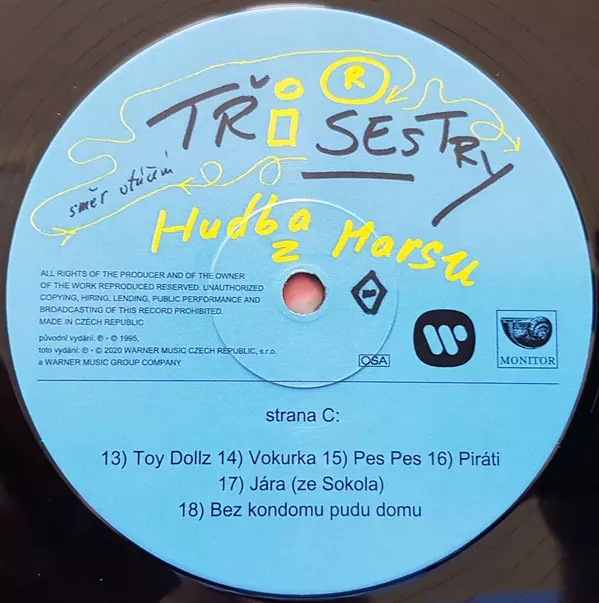 TŘI ®
SESTRY
směr otáčení
Hudba
z Marsu
ALL RIGHTS OF THE PRODUCER AND OF THE OWNER
OF THE WORK REPRODUCED RESERVED. UNAUTHORIZED
COPYING, HIRING, LENDING, PUBLIC PERFORMANCE AND
BROADCASTING OF THIS RECORD PROHIBITED.
MADE IN CZECH REPUBLIC
původní vydání: ℗ • © 1995,
toto vydání: ℗ • © 2020 WARNER MUSIC CZECH REPUBLIC, s.r.o.
a WARNER MUSIC GROUP COMPANY
OSA
MONITOR
strana C:
13) Toy Dollz 14) Vokurka 15) Pes Pes 16) Piráti
17) Jára (ze Sokola)
18) Bez kondomu pudu domu